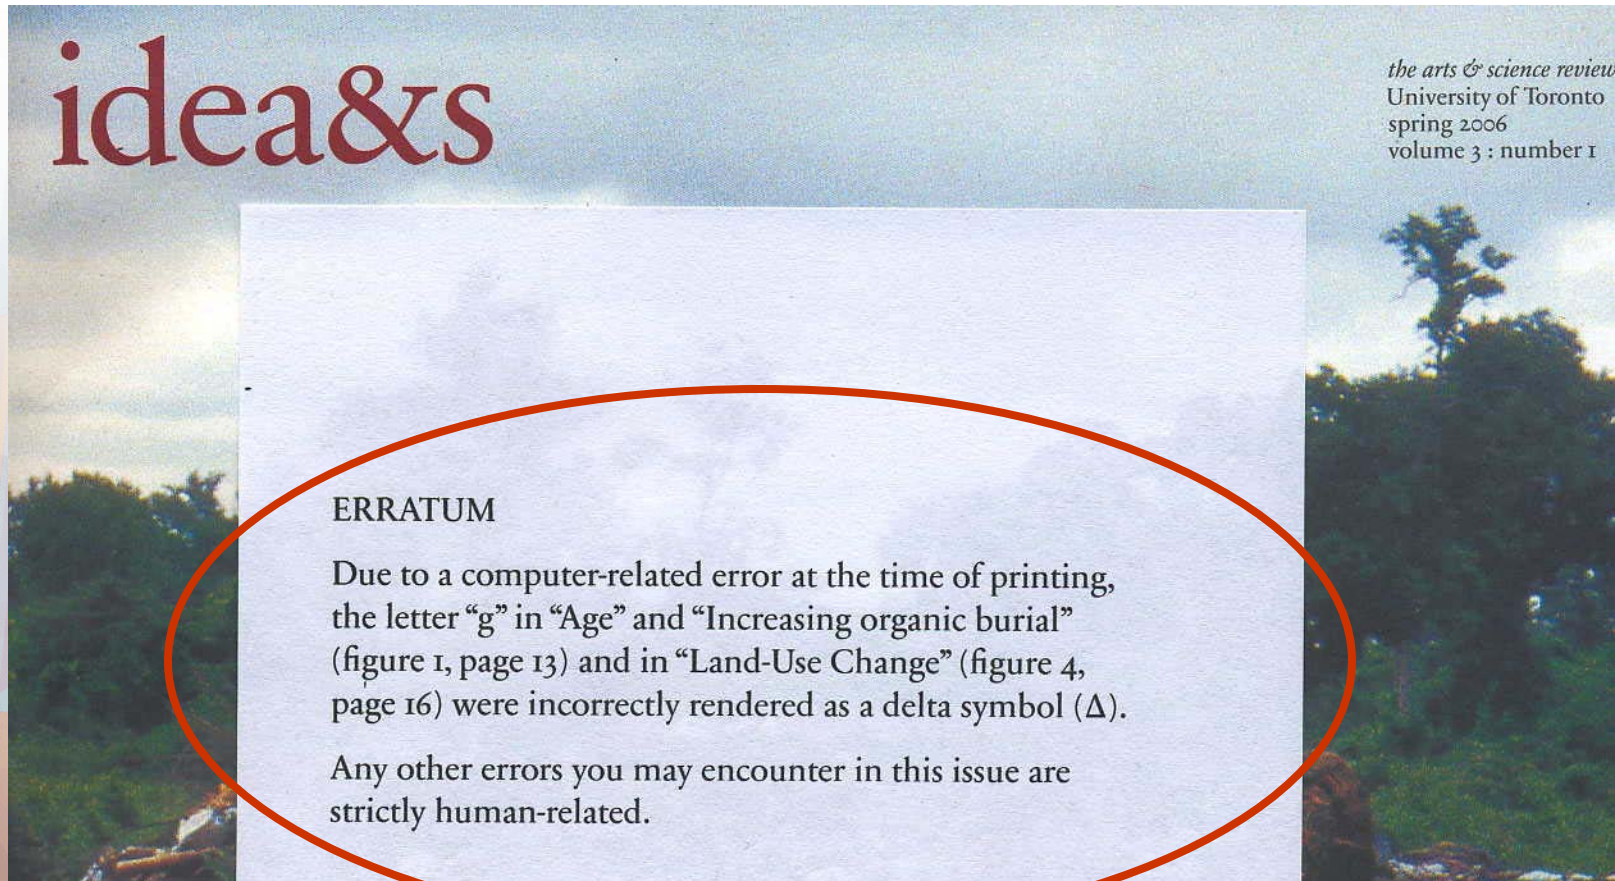 idea&s
the arts & science review
University of Toronto
spring 2006
volume 3 : number 1
ERRATUM
Due to a computer-related error at the time of printing,
the letter “g” in “Age” and “Increasing organic burial”
(figure 1, page 13) and in “Land-Use Change” (figure 4,
page 16) were incorrectly rendered as a delta symbol (Δ).
Any other errors you may encounter in this issue are
strictly human-related.